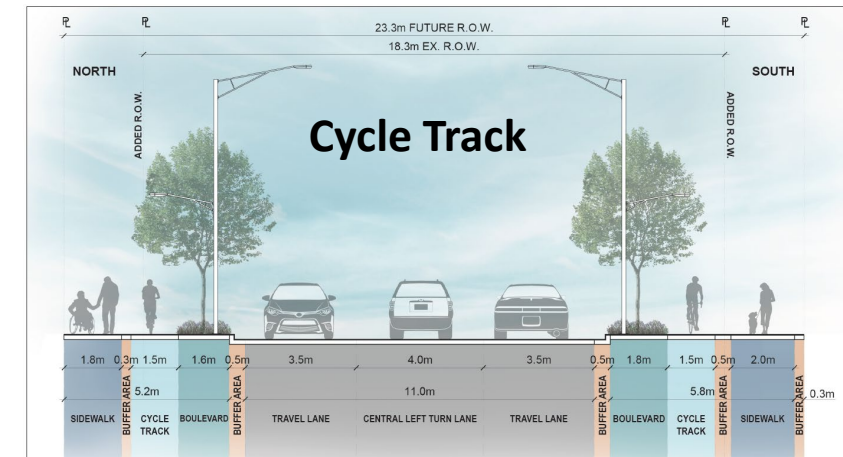 PL PL PL PL
23.3m FUTURE R.O.W.
18.3m EX. R.O.W.
NORTH
SOUTH
ADDED R.O.W.
ADDED R.O.W.
Cycle Track
1.8m 0.3m 1.5m 1.6m 0.5m 3.5m 4.0m 3.5m 0.5m 1.8m 1.5m 0.5m 2.0m
5.2m 11.0m 5.8m 0.3m
SIDEWALK
BUFFER AREA
CYCLE
TRACK
BOULEVARD
BUFFER AREA
TRAVEL LANE
CENTRAL LEFT TURN LANE
TRAVEL LANE
BUFFER AREA
BOULEVARD
CYCLE
TRACK
BUFFER AREA
SIDEWALK
BUFFER AREA